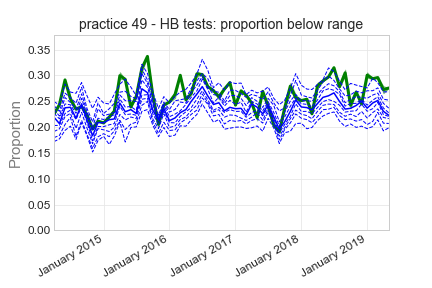 practice 49 - HB tests: proportion below range
Proportion
0.35
0.30
0.25
0.20
0.15
0.10
0.05
0.00
January 2015
January 2016
January 2017
January 2018
January 2019